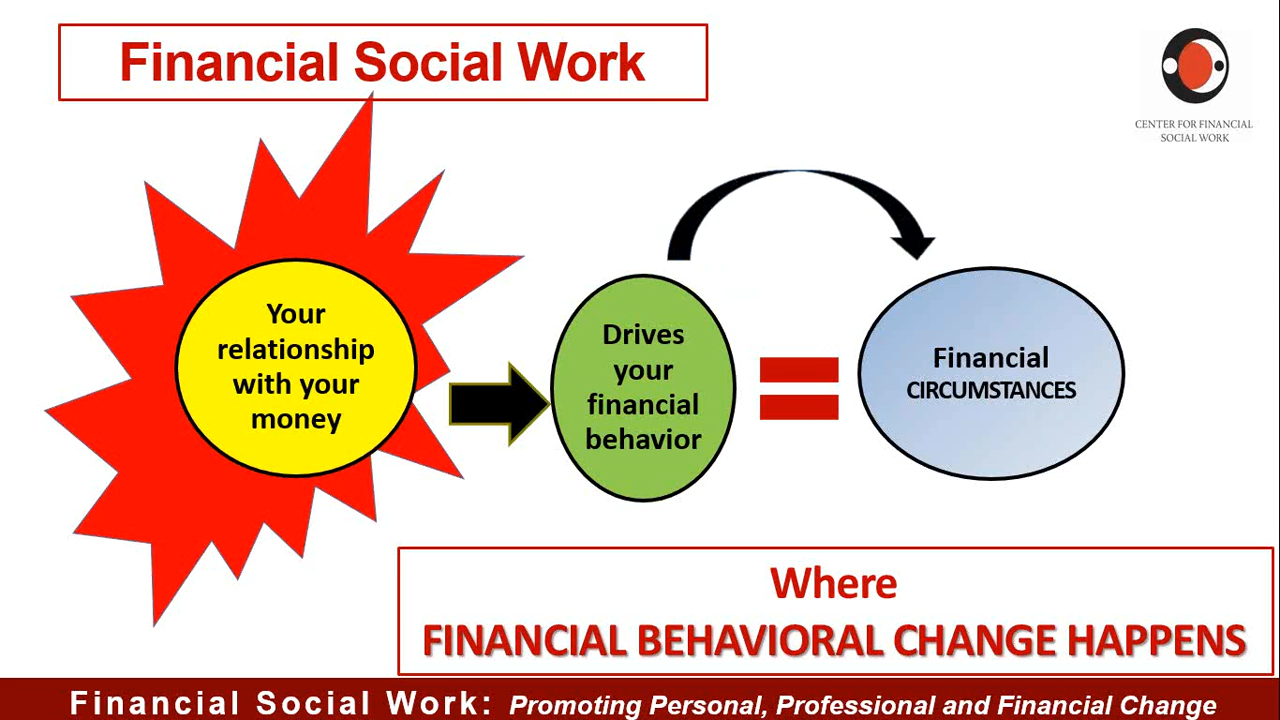 Financial Social Work
CENTER FOR FINANCIAL
SOCIAL WORK
Your
relationship
with your
money
Drives
your
financial
behavior
Financial
CIRCUMSTANCES
Where
FINANCIAL BEHAVIORAL CHANGE HAPPENS
Financial Social Work: Promoting Personal, Professional and Financial Change